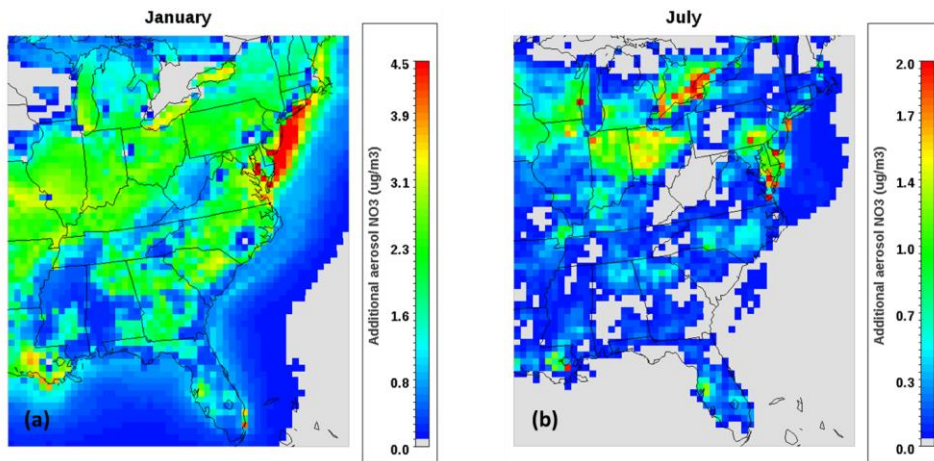 January
Additional aerosol NO3 (ug/m3)
4.5
3.9
3.1
2.3
1.6
0.8
0.0
(a)
July
Additional aerosol NO3 (ug/m3)
2.0
1.7
1.4
1.0
0.7
0.3
0.0
(b)